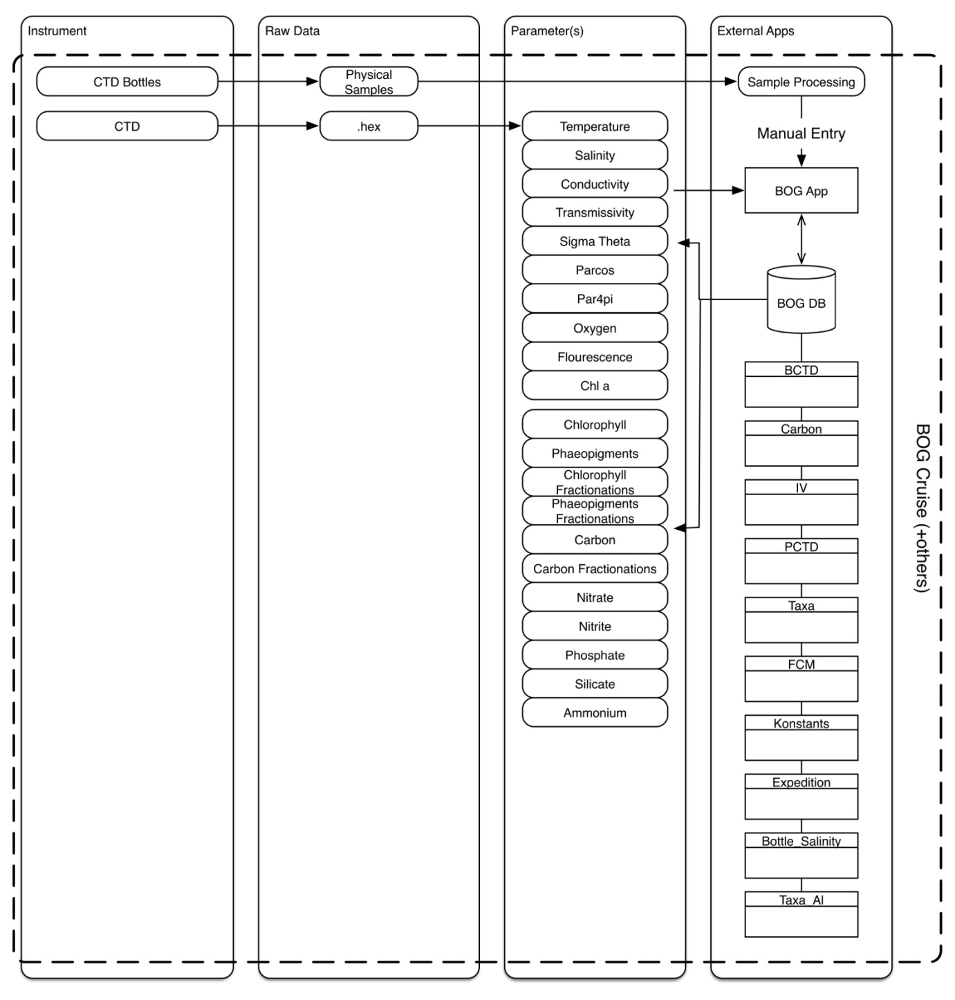 Instrument
Raw Data
Parameter(s)
External Apps
CTD Bottles
Physical
Samples
Sample Processing
CTD
.hex
Temperature
Salinity
Conductivity
Transmissivity
Sigma Theta
Parcos
Par4pi
Oxygen
Flourescence
Chl a
Chlorophyll
Phaeopigments
Chlorophyll
Fractionations
Phaeopigments
Fractionations
Carbon
Carbon Fractionations
Nitrate
Nitrite
Phosphate
Silicate
Ammonium
Manual Entry
BOG App
BOG DB
BCTD
Carbon
IV
PCTD
Taxa
FCM
Konstants
Expedition
Bottle_Salinity
Taxa_AI
BOG Cruise (+others)